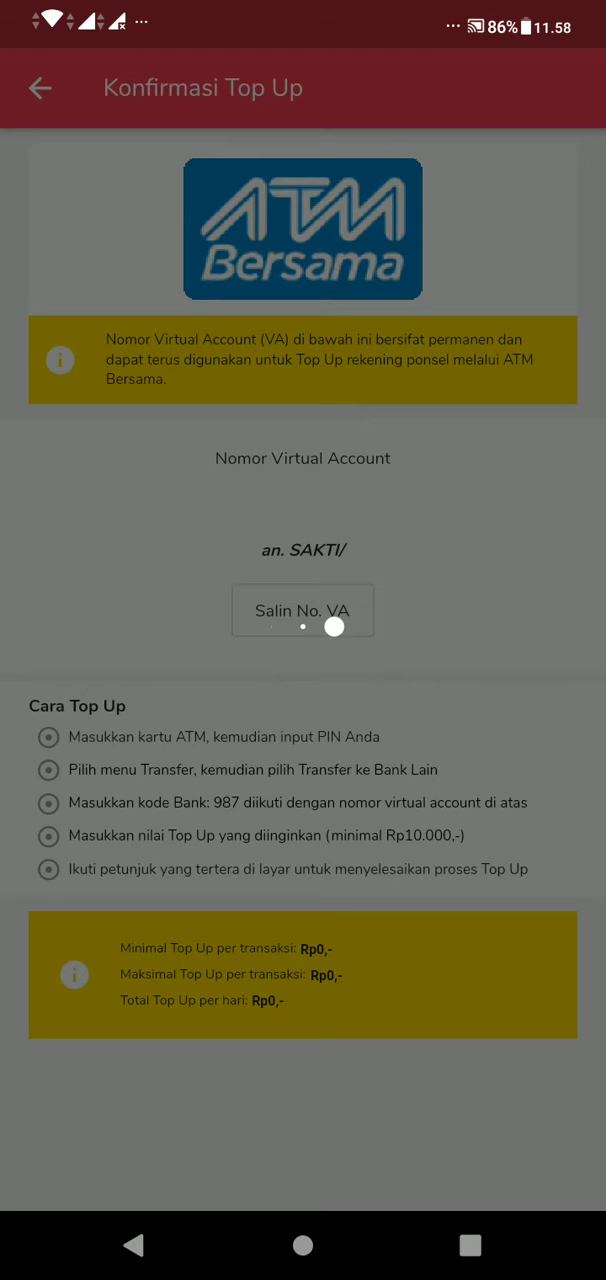 86% 11.58
Konfirmasi Top Up
ATM
Bersama
Nomor Virtual Account (VA) di bawah ini bersifat permanen dan
dapat terus digunakan untuk Top Up rekening ponsel melalui ATM
Bersama.
Nomor Virtual Account
an. SAKTI/
Salin No. VA
Cara Top Up
Masukkan kartu ATM, kemudian input PIN Anda
Pilih menu Transfer, kemudian pilih Transfer ke Bank Lain
Masukkan kode Bank: 987 diikuti dengan nomor virtual account di atas
Masukkan nilai Top Up yang diinginkan (minimal Rp10.000,-)
Ikuti petunjuk yang tertera di layar untuk menyelesaikan proses Top Up
Minimal Top Up per transaksi: Rp0,-
Maksimal Top Up per transaksi: Rp0,-
Total Top Up per hari: Rp0,-